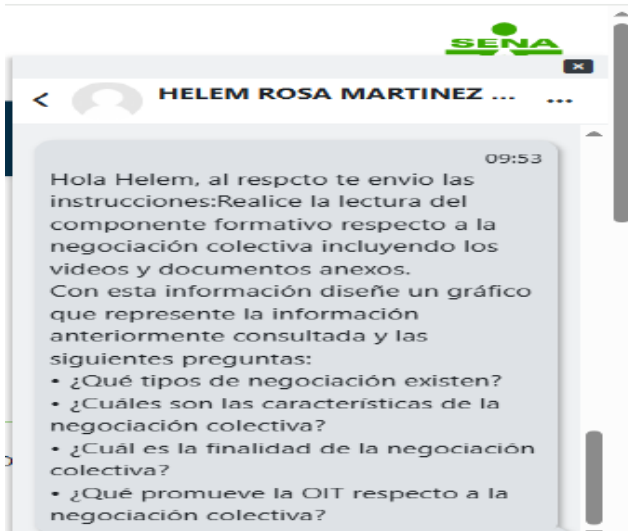 SENA
HELEM ROSA MARTINEZ ...
09:53
Hola Helem, al respcto te envio las
instrucciones:Realice la lectura del
componente formativo respecto a la
negociación colectiva incluyendo los
videos y documentos anexos.
Con esta información diseñe un gráfico
que represente la información
anteriormente consultada y las
siguientes preguntas:
• ¿Qué tipos de negociación existen?
• ¿Cuáles son las características de la
negociación colectiva?
• ¿Cuál es la finalidad de la negociación
colectiva?
• ¿Qué promueve la OIT respecto a la
negociación colectiva?